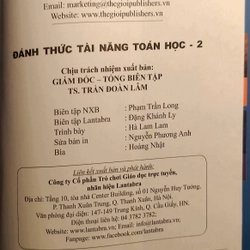 Email: marketing@thegioipublishers.vn
Website: www.thegioipublishers.vn
ĐÁNH THỨC TÀI NĂNG TOÁN HỌC - 2
Chịu trách nhiệm xuất bản:
GIÁM ĐỐC – TỔNG BIÊN TẬP
TS. TRẦN ĐOÀN LÂM
Biên tập NXB : Phạm Trần Long
Biên tập Lantabra : Đặng Khánh Ly
Trình bày : Hà Lam Lam
Sửa bản in : Nguyễn Phương Anh
Bìa : Hoàng Nhật
Liên kết xuất bản và phát hành:
Công ty Cổ phần Trò chơi Giáo dục trực tuyến,
nhãn hiệu Lantabra
Địa chỉ: Tầng 10, tòa nhà Center Building, số 01 Nguyễn Huy Tưởng,
P. Thanh Xuân Trung, Q. Thanh Xuân, Hà Nội.
Văn phòng đại diện: 147-149 Trung Kính, Q. Cầu Giấy, HN.
Điện thoại liên hệ 04 3782 3782;
Website: www.lantabra.vn; Email: info@lantabra.vn;
Fanpage: www.facebook.com/lantabra